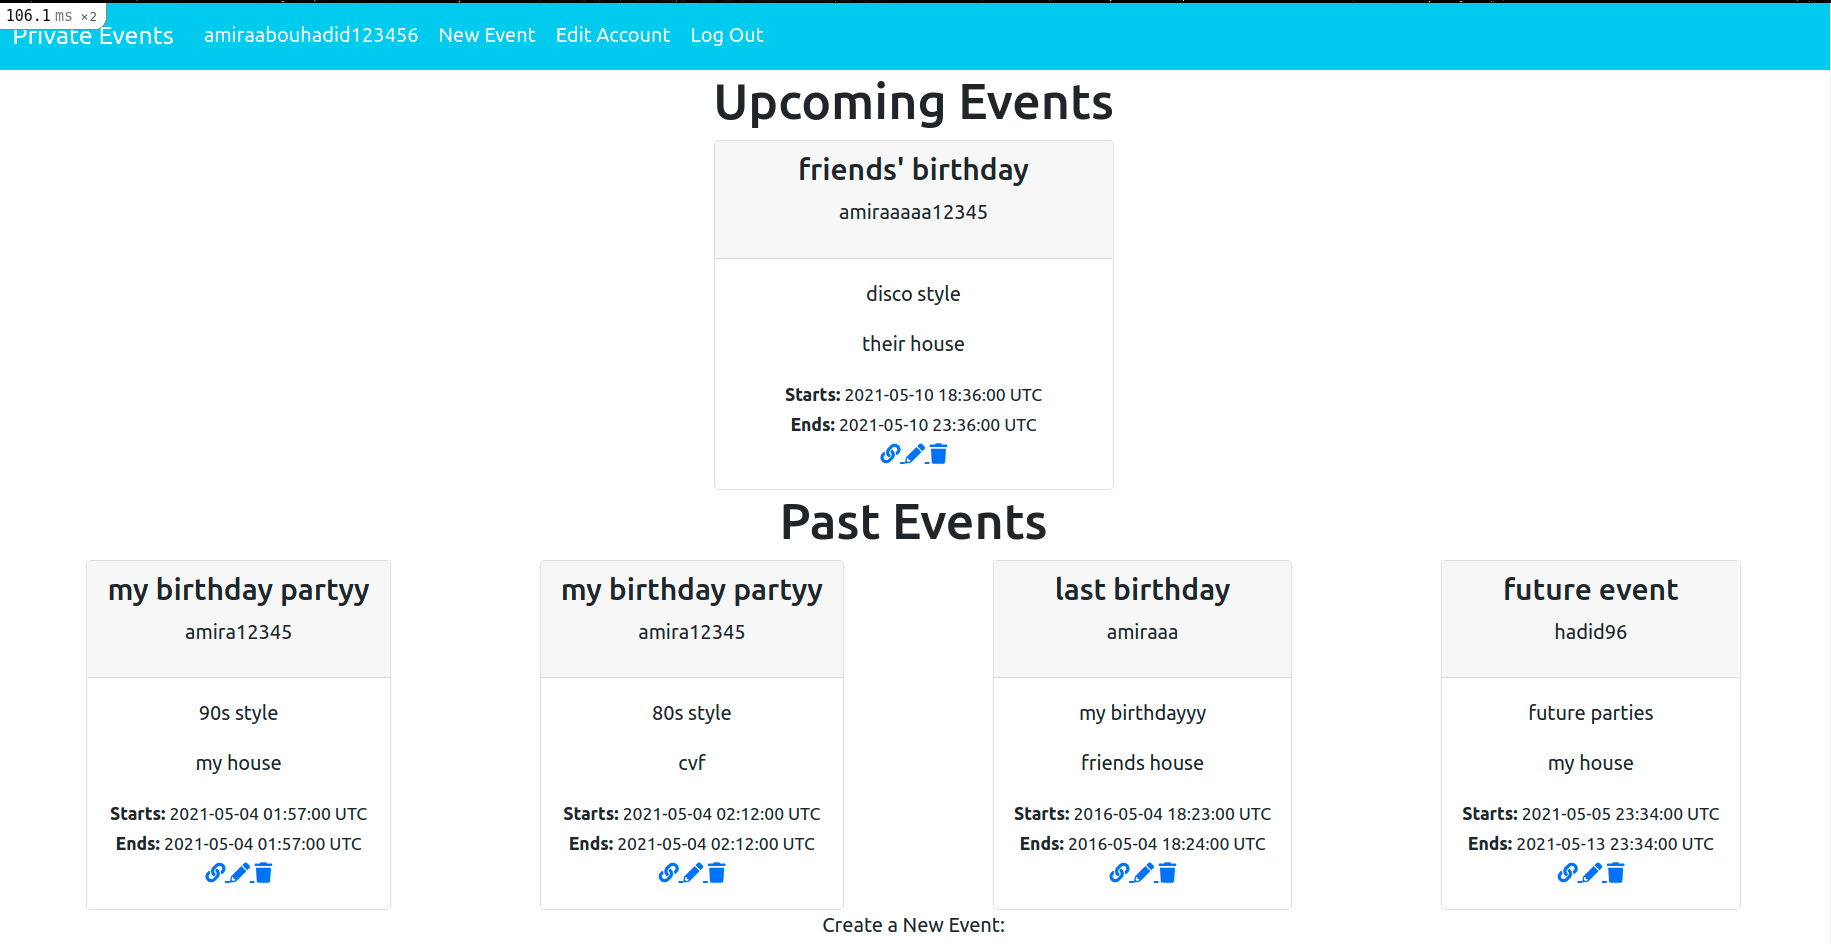 106.1 ms ×2
Private Events amiraabouhadid123456 New Event Edit Account Log Out
Upcoming Events
friends' birthday
amiraaaaa12345
disco style
their house
Starts: 2021-05-10 18:36:00 UTC
Ends: 2021-05-10 23:36:00 UTC
Past Events
my birthday partyy
amira12345
90s style
my house
Starts: 2021-05-04 01:57:00 UTC
Ends: 2021-05-04 01:57:00 UTC
my birthday partyy
amira12345
80s style
cvf
Starts: 2021-05-04 02:12:00 UTC
Ends: 2021-05-04 02:12:00 UTC
last birthday
amiraaa
my birthdayyy
friends house
Starts: 2016-05-04 18:23:00 UTC
Ends: 2016-05-04 18:24:00 UTC
future event
hadid96
future parties
my house
Starts: 2021-05-05 23:34:00 UTC
Ends: 2021-05-13 23:34:00 UTC
Create a New Event: